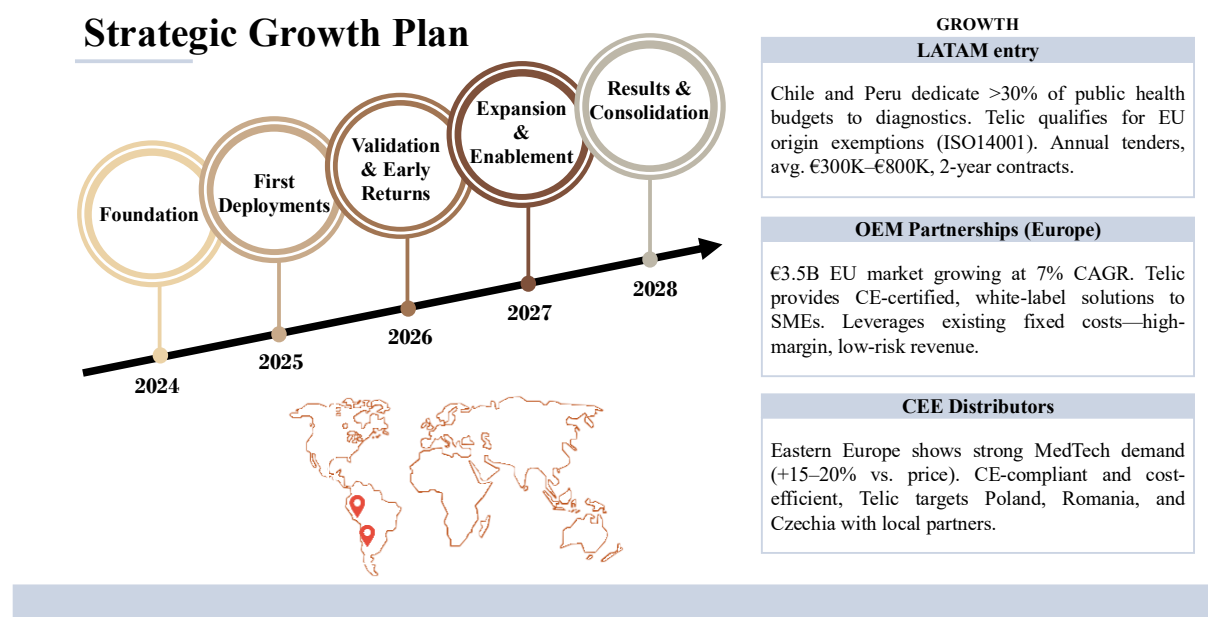 Strategic Growth Plan
Foundation
First
Deployments
Validation
& Early
Returns
Expansion
&
Enablement
Results &
Consolidation
2024
2025
2026
2027
2028
GROWTH
LATAM entry
Chile and Peru dedicate >30% of public health
budgets to diagnostics. Telic qualifies for EU
origin exemptions (ISO14001). Annual tenders,
avg. €300K–€800K, 2-year contracts.
OEM Partnerships (Europe)
€3.5B EU market growing at 7% CAGR. Telic
provides CE-certified, white-label solutions to
SMEs. Leverages existing fixed costs—high-
margin, low-risk revenue.
CEE Distributors
Eastern Europe shows strong MedTech demand
(+15–20% vs. price). CE-compliant and cost-
efficient, Telic targets Poland, Romania, and
Czechia with local partners.